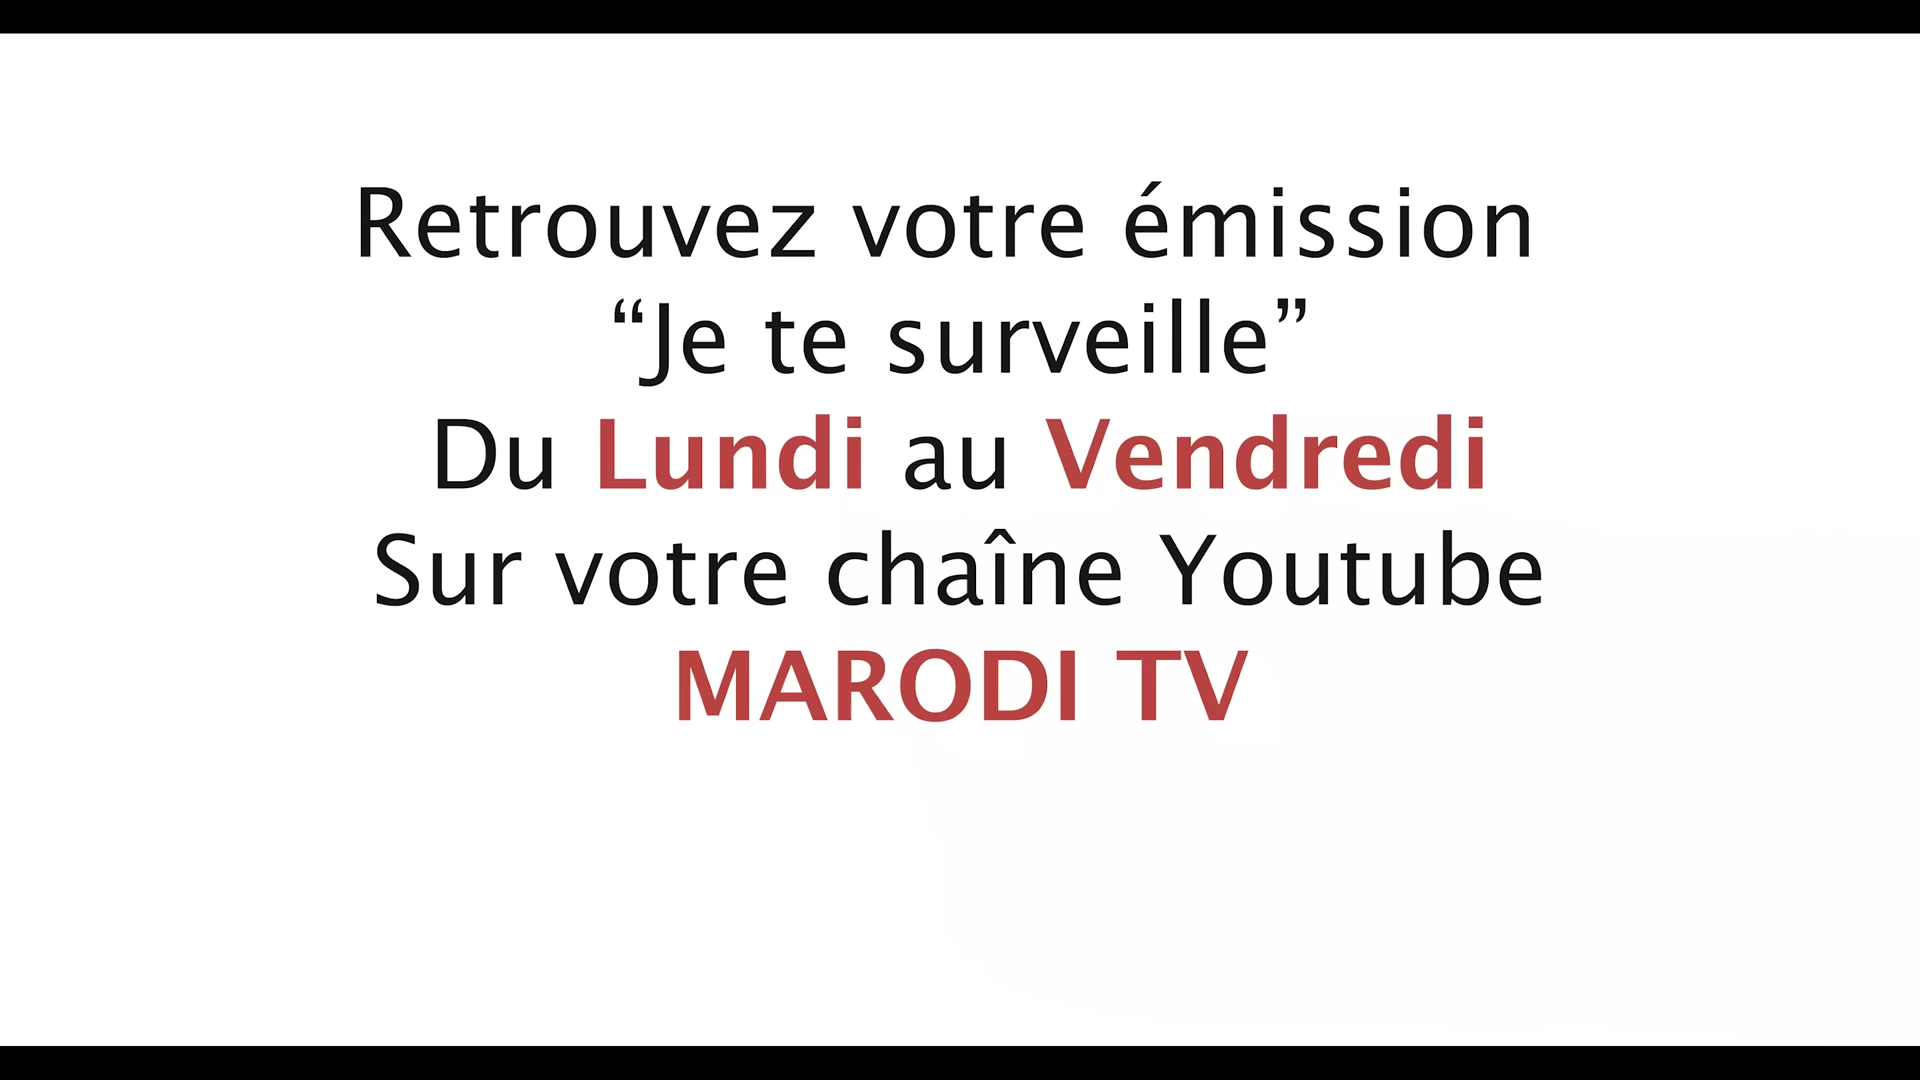 Retrouvez votre émission
“Je te surveille”
Du Lundi au Vendredi
Sur votre chaîne Youtube
MARODI TV